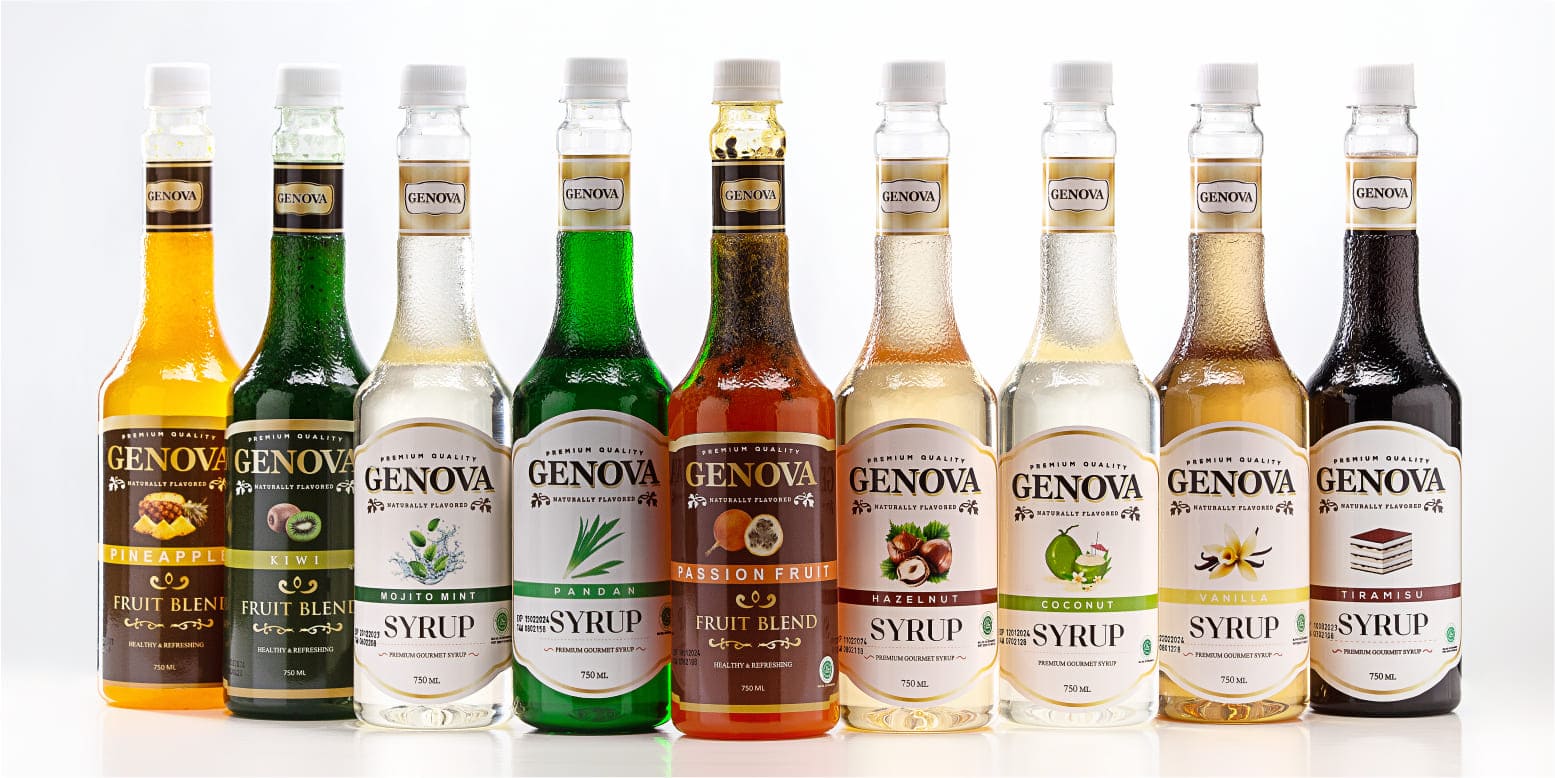 GENOVA
PREMIUM QUALITY
GENOVA
NATURALLY FLAVORED
PINEAPPLE
FRUIT BLEND
HEALTHY & REFRESHING
750 ML
GENOVA
PREMIUM QUALITY
GENOVA
NATURALLY FLAVORED
KIWI
FRUIT BLEND
HEALTHY & REFRESHING
750 ML
GENOVA
PREMIUM QUALITY
GENOVA
NATURALLY FLAVORED
MOJITO MINT
SYRUP
PREMIUM GOURMET SYRUP
750 ML
GENOVA
PREMIUM QUALITY
GENOVA
NATURALLY FLAVORED
PANDAN
SYRUP
PREMIUM GOURMET SYRUP
750 ML
GENOVA
PREMIUM QUALITY
GENOVA
NATURALLY FLAVORED
PASSION FRUIT
FRUIT BLEND
HEALTHY & REFRESHING
750 ML
GENOVA
PREMIUM QUALITY
GENOVA
NATURALLY FLAVORED
HAZELNUT
SYRUP
PREMIUM GOURMET SYRUP
750 ML
GENOVA
PREMIUM QUALITY
GENOVA
NATURALLY FLAVORED
COCONUT
SYRUP
PREMIUM GOURMET SYRUP
750 ML
GENOVA
PREMIUM QUALITY
GENOVA
NATURALLY FLAVORED
VANILLA
SYRUP
PREMIUM GOURMET SYRUP
750 ML
GENOVA
PREMIUM QUALITY
GENOVA
NATURALLY FLAVORED
TIRAMISU
SYRUP
PREMIUM GOURMET SYRUP
750 ML